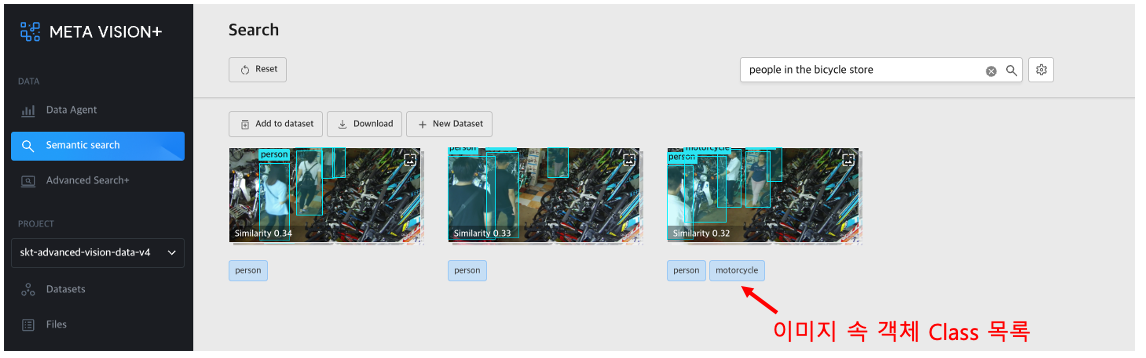 META VISION+
DATA
Data Agent
Semantic search
Advanced Search+
PROJECT
skt-advanced-vision-data-v4
Datasets
Files
Search
Reset
people in the bicycle store
Add to dataset
Download
New Dataset
person
Similarity 0.34
person
person
Similarity 0.33
person
motorcycle
person
Similarity 0.32
person
motorcycle
이미지 속 객체 Class 목록